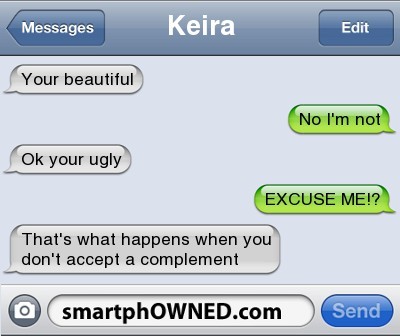 Messages
Keira
Edit
Your beautiful
No I'm not
Ok your ugly
EXCUSE ME!?
That's what happens when you
don't accept a complement
smartphOWNED.com
Send